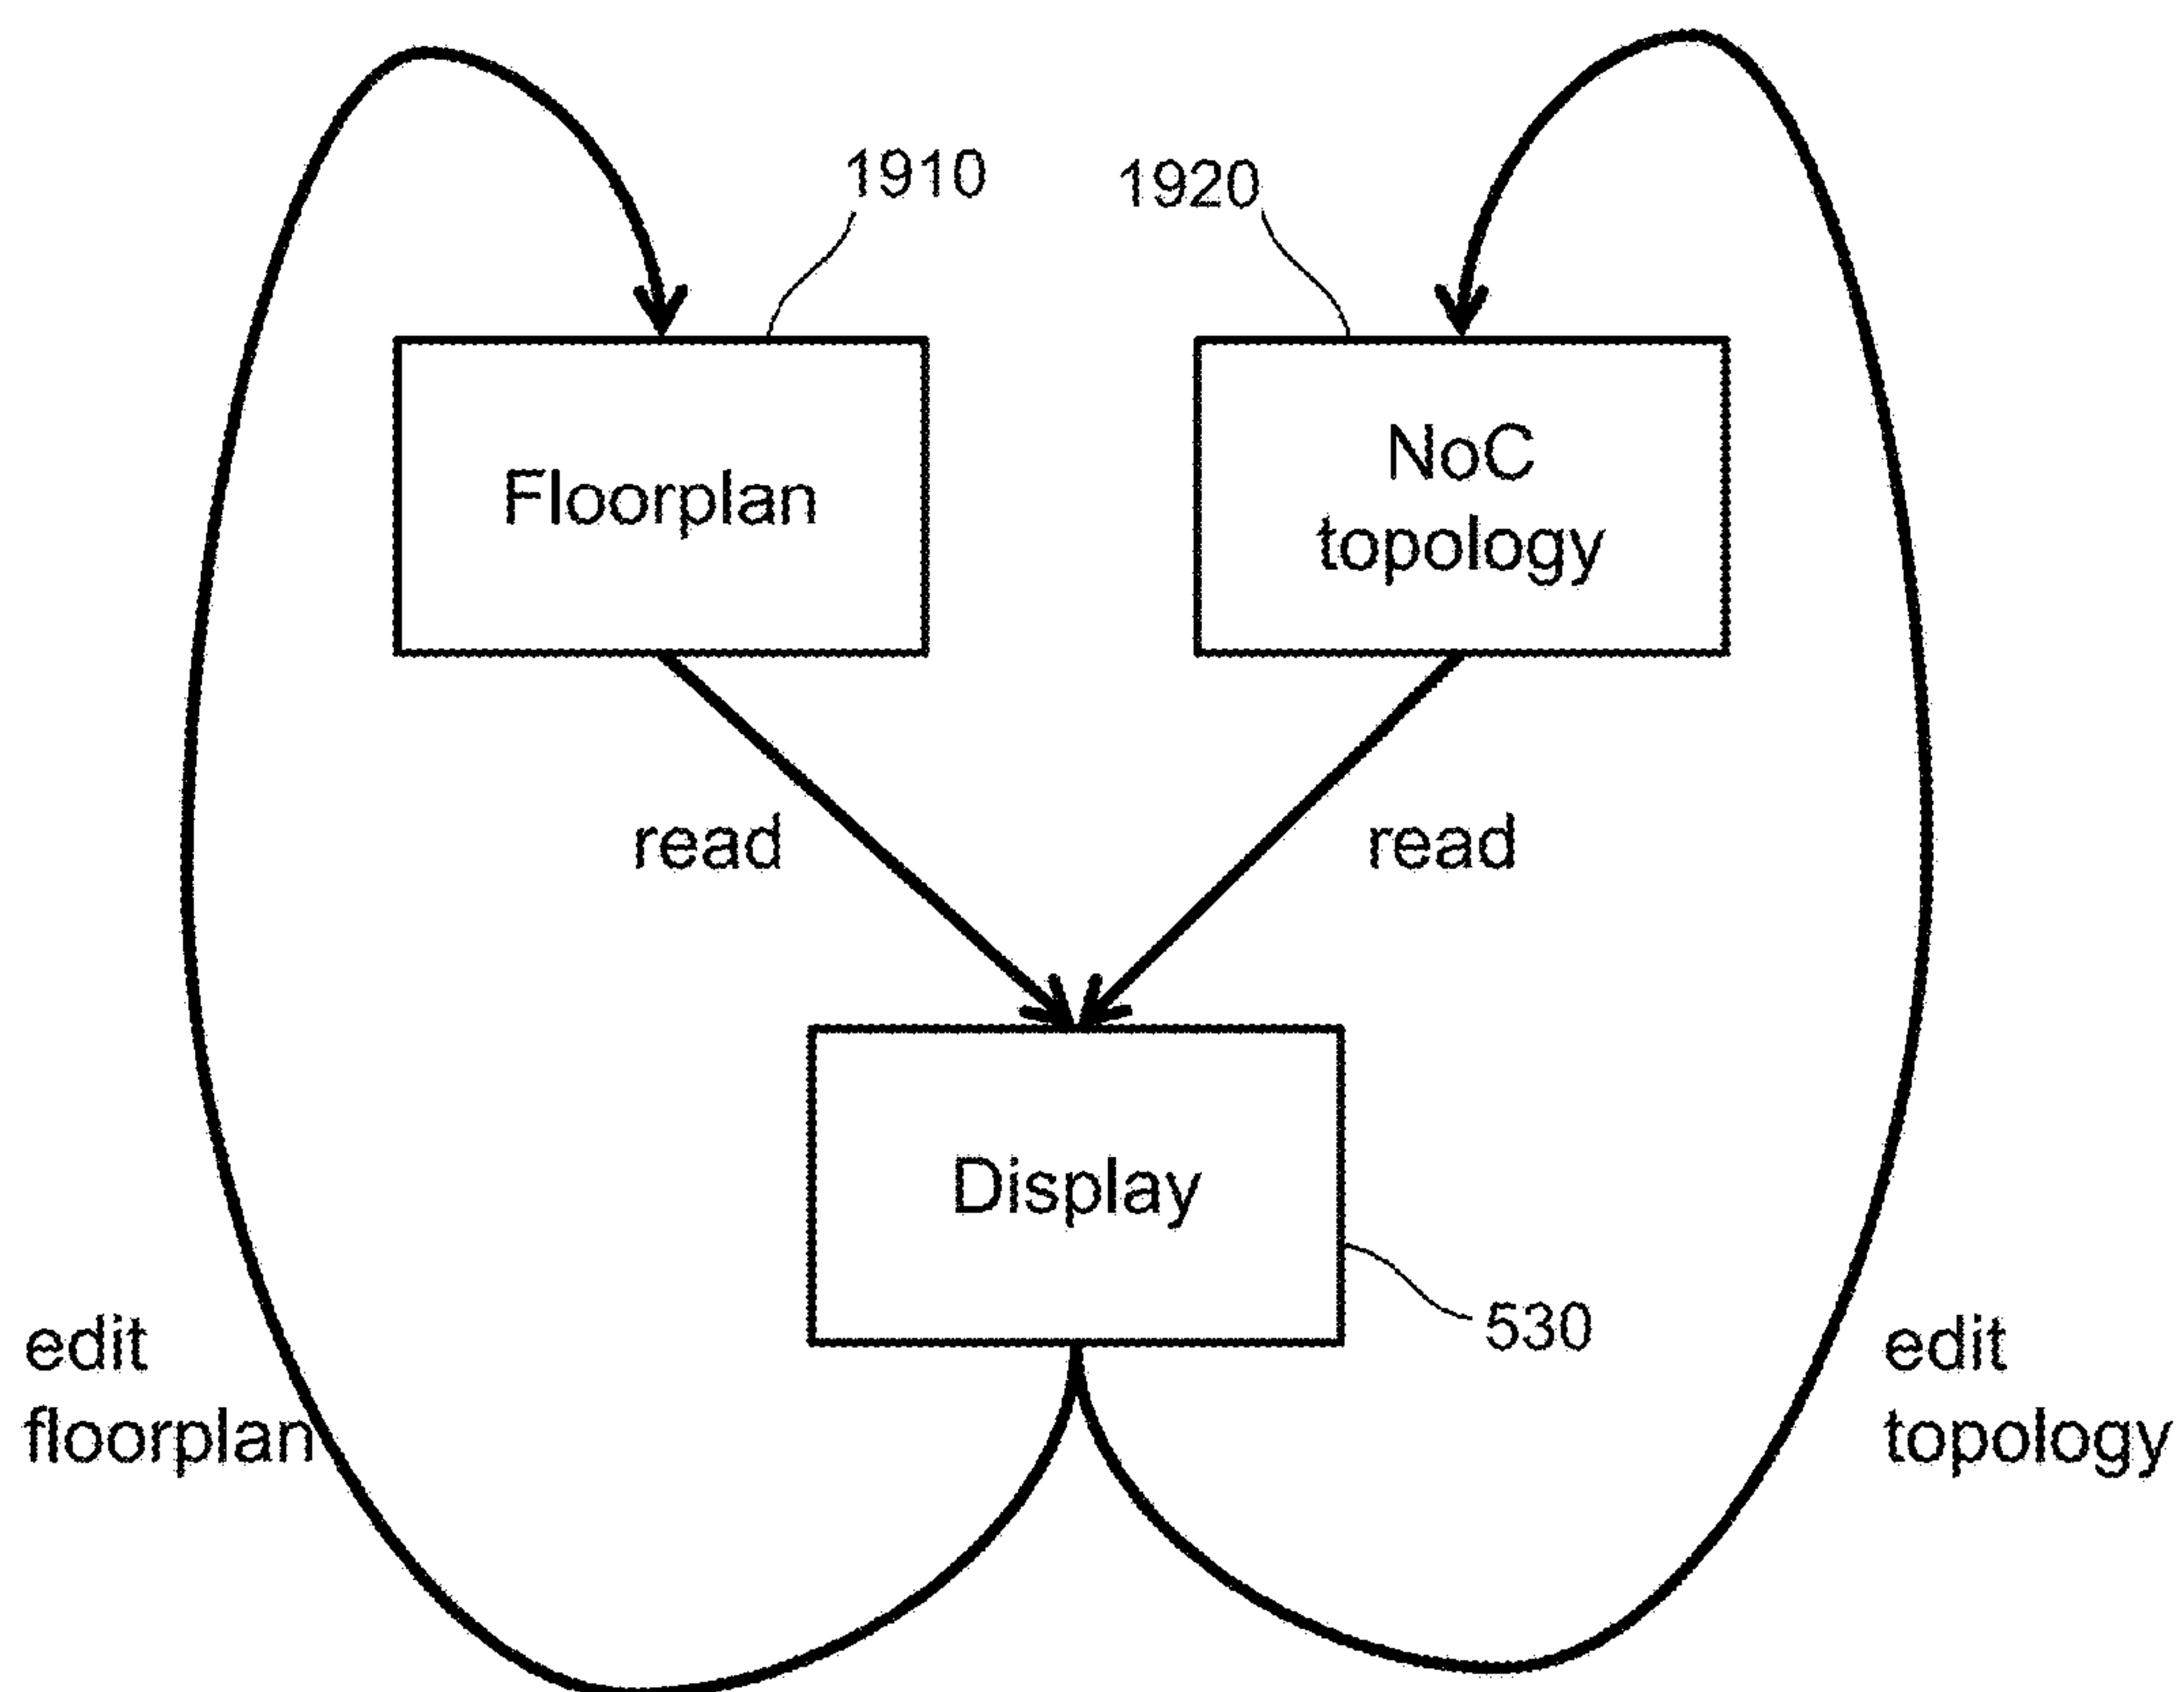 1910
1920
Floorplan
NoC
topology
read
read
Display
530
edit
floorplan
edit
topology